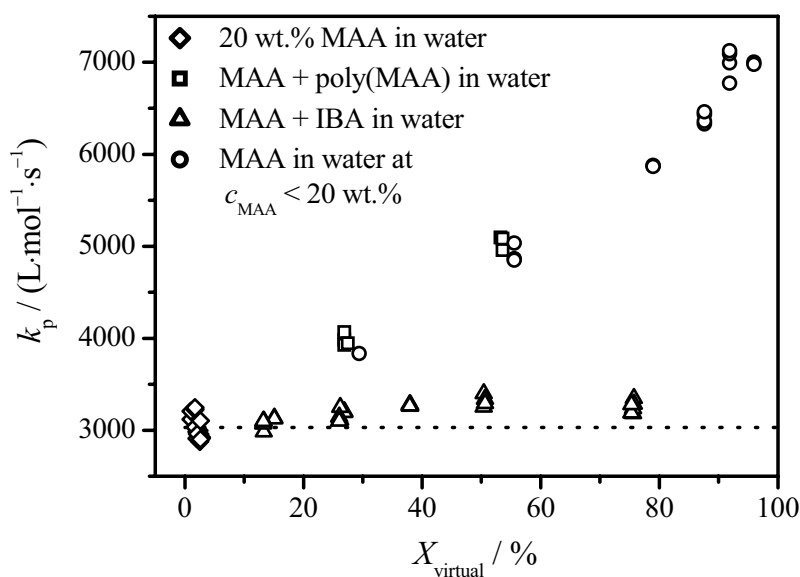 20 wt.% MAA in water
MAA + poly(MAA) in water
MAA + IBA in water
MAA in water at
c_MAA < 20 wt.%
7000
6000
5000
4000
3000
k_p / (L·mol⁻¹·s⁻¹)
0 20 40 60 80 100
X_virtual / %